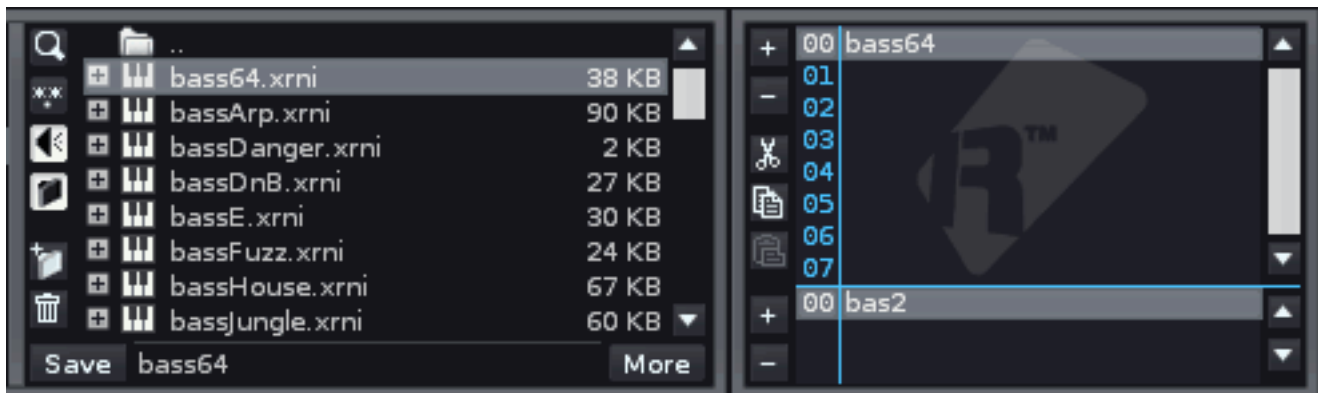 ..
bass64.xrni 38 KB
bassArp.xrni 90 KB
bassDanger.xrni 2 KB
bassDnB.xrni 27 KB
bassE.xrni 30 KB
bassFuzz.xrni 24 KB
bassHouse.xrni 67 KB
bassJungle.xrni 60 KB
Save bass64 More
+ 00 bass64
01
- 02
03
04
05
06
07
R™
+ 00 bas2
-